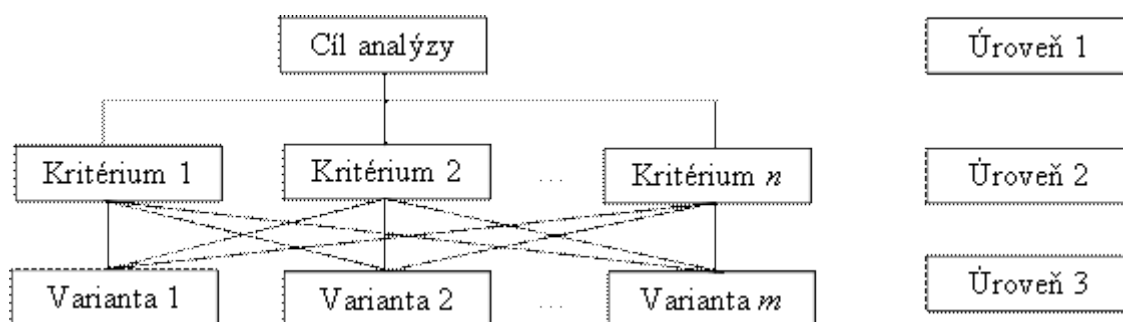 Cíl analýzy Úroveň 1
Kritérium 1 Kritérium 2 ... Kritérium n Úroveň 2
Varianta 1 Varianta 2 ... Varianta m Úroveň 3